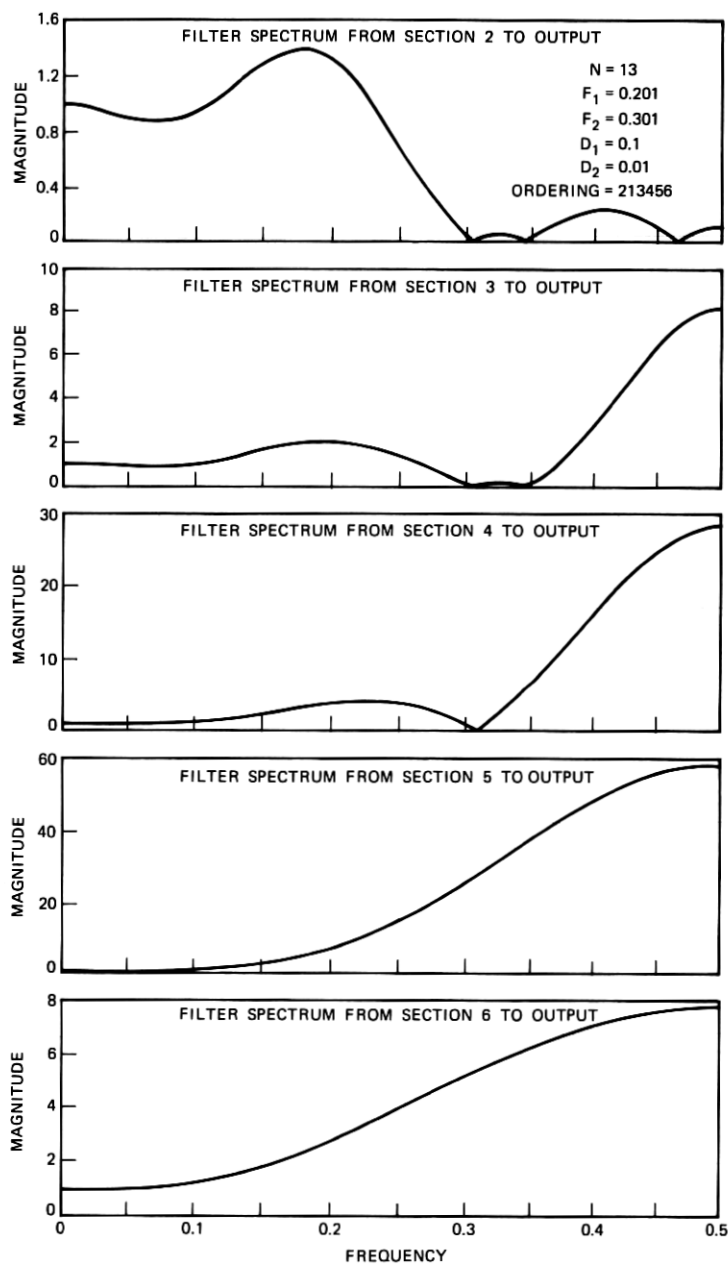 FILTER SPECTRUM FROM SECTION 2 TO OUTPUT
N = 13
F1 = 0.201
F2 = 0.301
D1 = 0.1
D2 = 0.01
ORDERING = 213456
MAGNITUDE
1.6
1.2
0.8
0.4
0
FILTER SPECTRUM FROM SECTION 3 TO OUTPUT
MAGNITUDE
10
8
6
4
2
0
FILTER SPECTRUM FROM SECTION 4 TO OUTPUT
MAGNITUDE
30
20
10
0
FILTER SPECTRUM FROM SECTION 5 TO OUTPUT
MAGNITUDE
60
40
20
0
FILTER SPECTRUM FROM SECTION 6 TO OUTPUT
MAGNITUDE
8
6
4
2
0
0 0.1 0.2 0.3 0.4 0.5
FREQUENCY